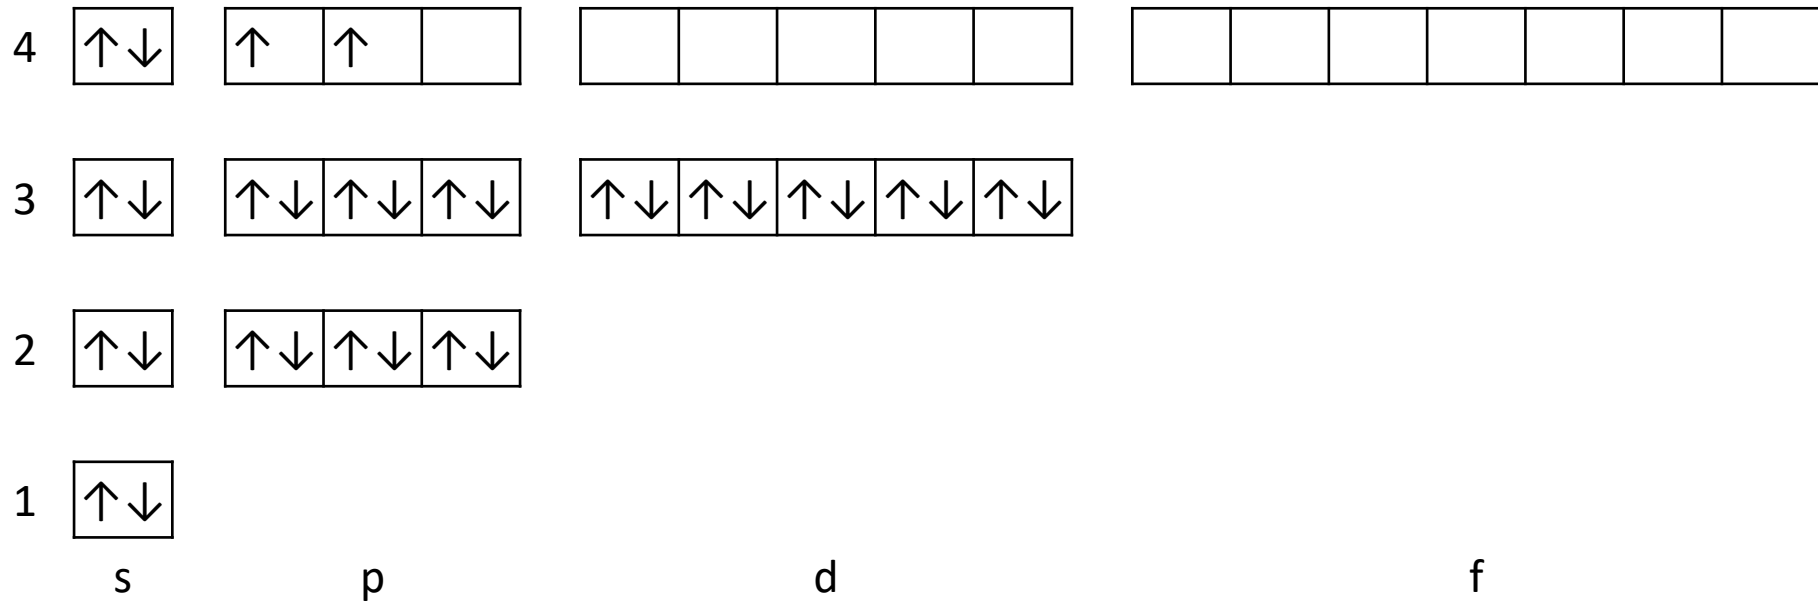 4 ↑↓ ↑ ↑
3 ↑↓ ↑↓ ↑↓ ↑↓ ↑↓ ↑↓ ↑↓ ↑↓ ↑↓
2 ↑↓ ↑↓ ↑↓ ↑↓
1 ↑↓
s p d f